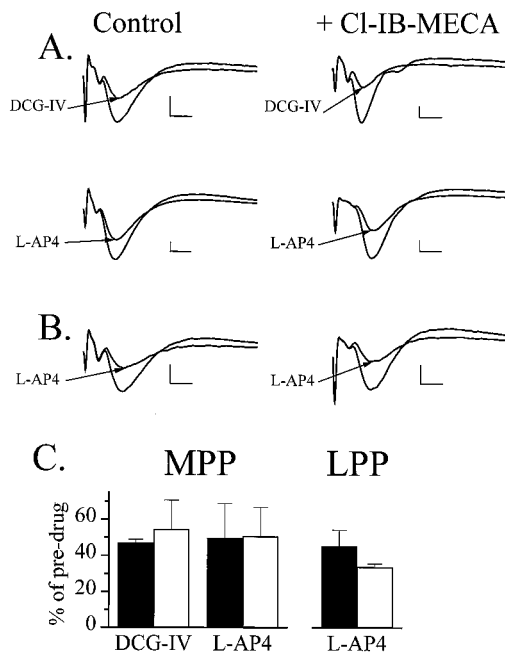 Control
+ Cl-IB-MECA
A.
DCG-IV
DCG-IV
L-AP4
L-AP4
B.
L-AP4
L-AP4
C.
MPP
LPP
% of pre-drug
60
40
20
0
DCG-IV
L-AP4
L-AP4